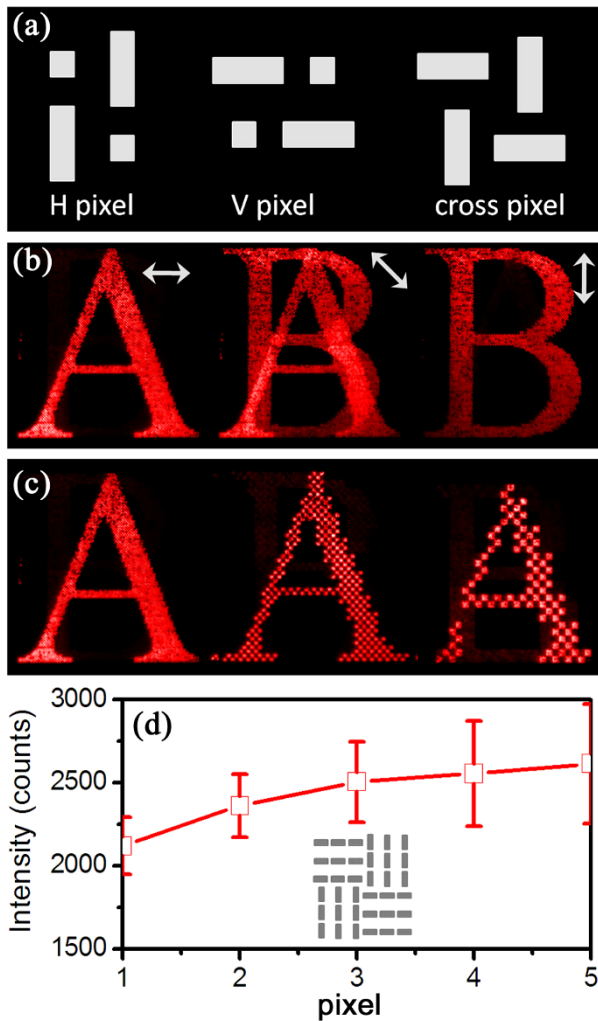 (a)
H pixel V pixel cross pixel
(b)
A A B B
(c)
A A A
(d)
Intensity (counts)
3000
2500
2000
1500
1 2 3 4 5
pixel